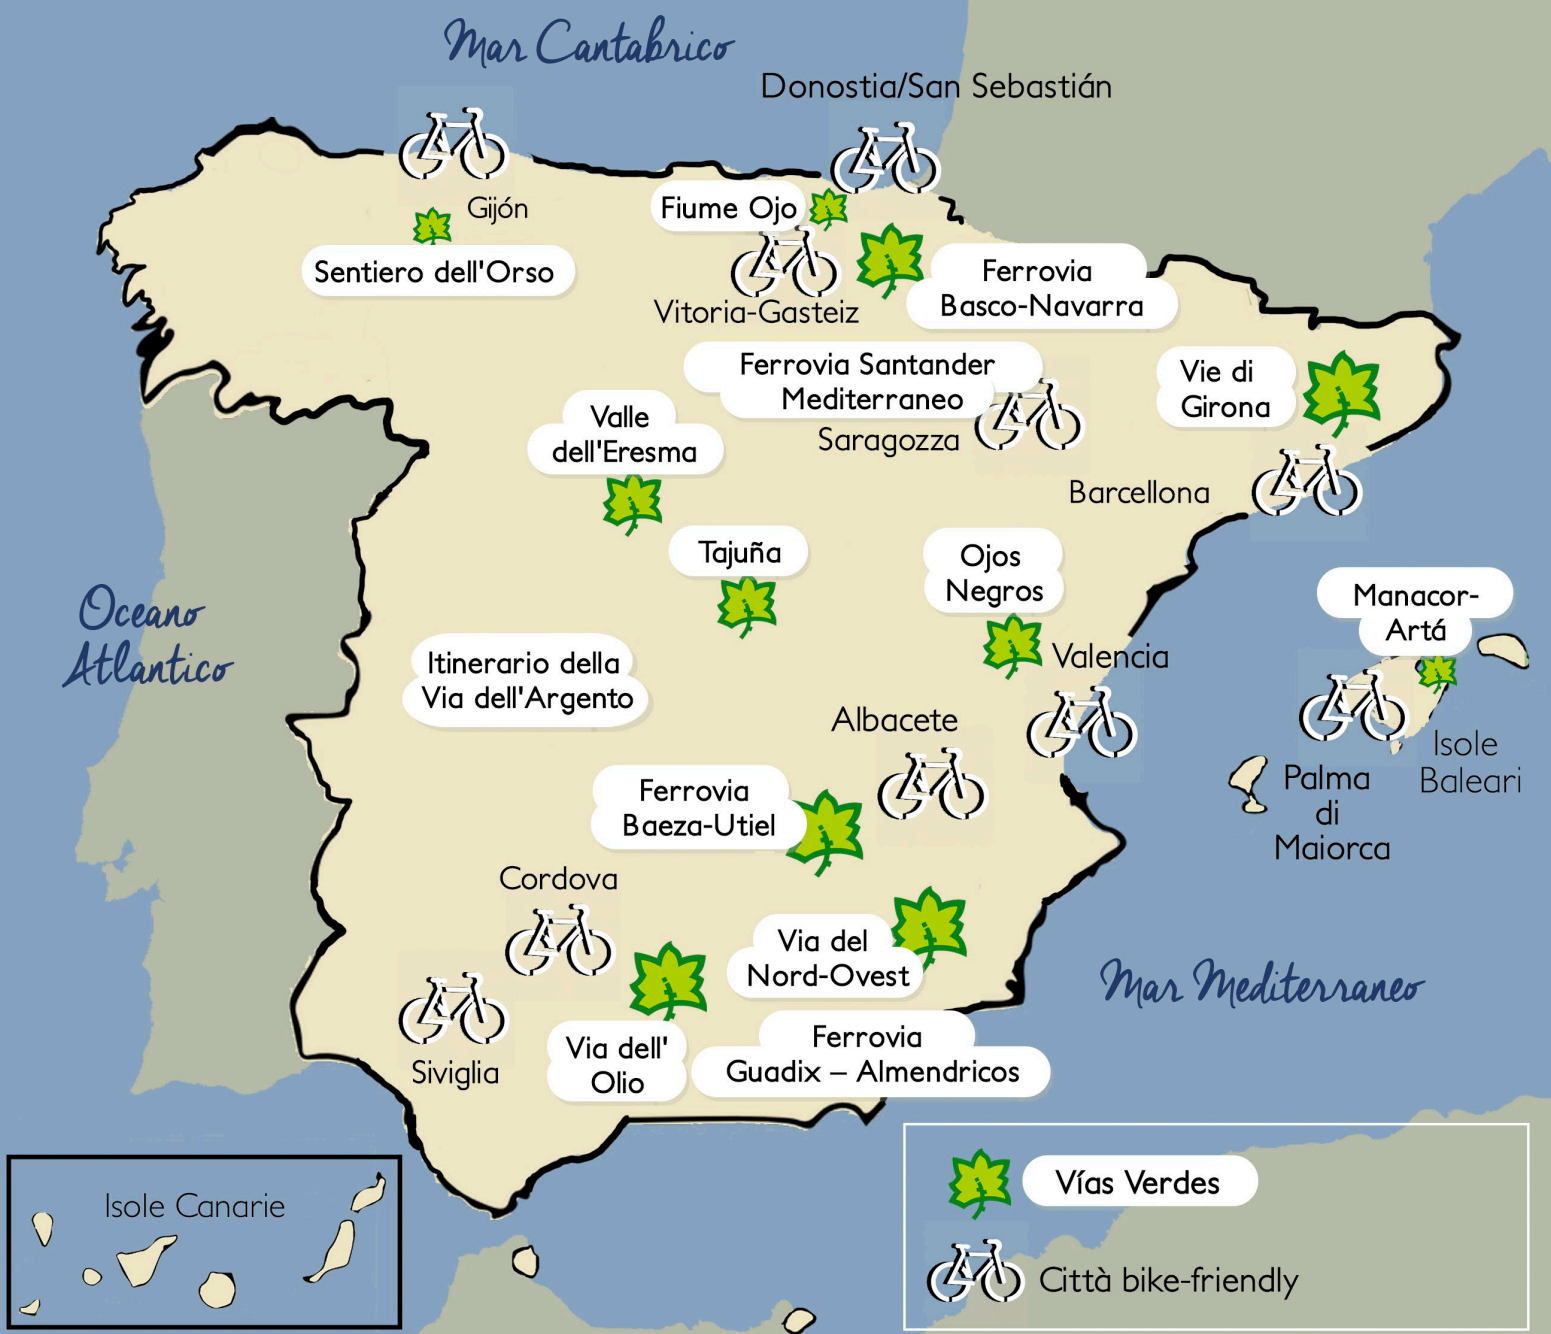 Mar Cantabrico
Donostia/San Sebastián
Gijón
Fiume Ojo
Sentiero dell'Orso
Ferrovia
Basco-Navarra
Vitoria-Gasteiz
Ferrovia Santander
Mediterraneo
Vie di
Girona
Valle
dell'Eresma
Saragozza
Barcellona
Tajuña
Ojos
Negros
Manacor-
Artá
Oceano
Atlantico
Itinerario della
Via dell'Argento
Valencia
Albacete
Isole
Baleari
Palma
di
Maiorca
Ferrovia
Baeza-Utiel
Cordova
Via del
Nord-Ovest
Mar Mediterraneo
Siviglia
Via dell'
Olio
Ferrovia
Guadix – Almendricos
Isole Canarie
Vías Verdes
Città bike-friendly